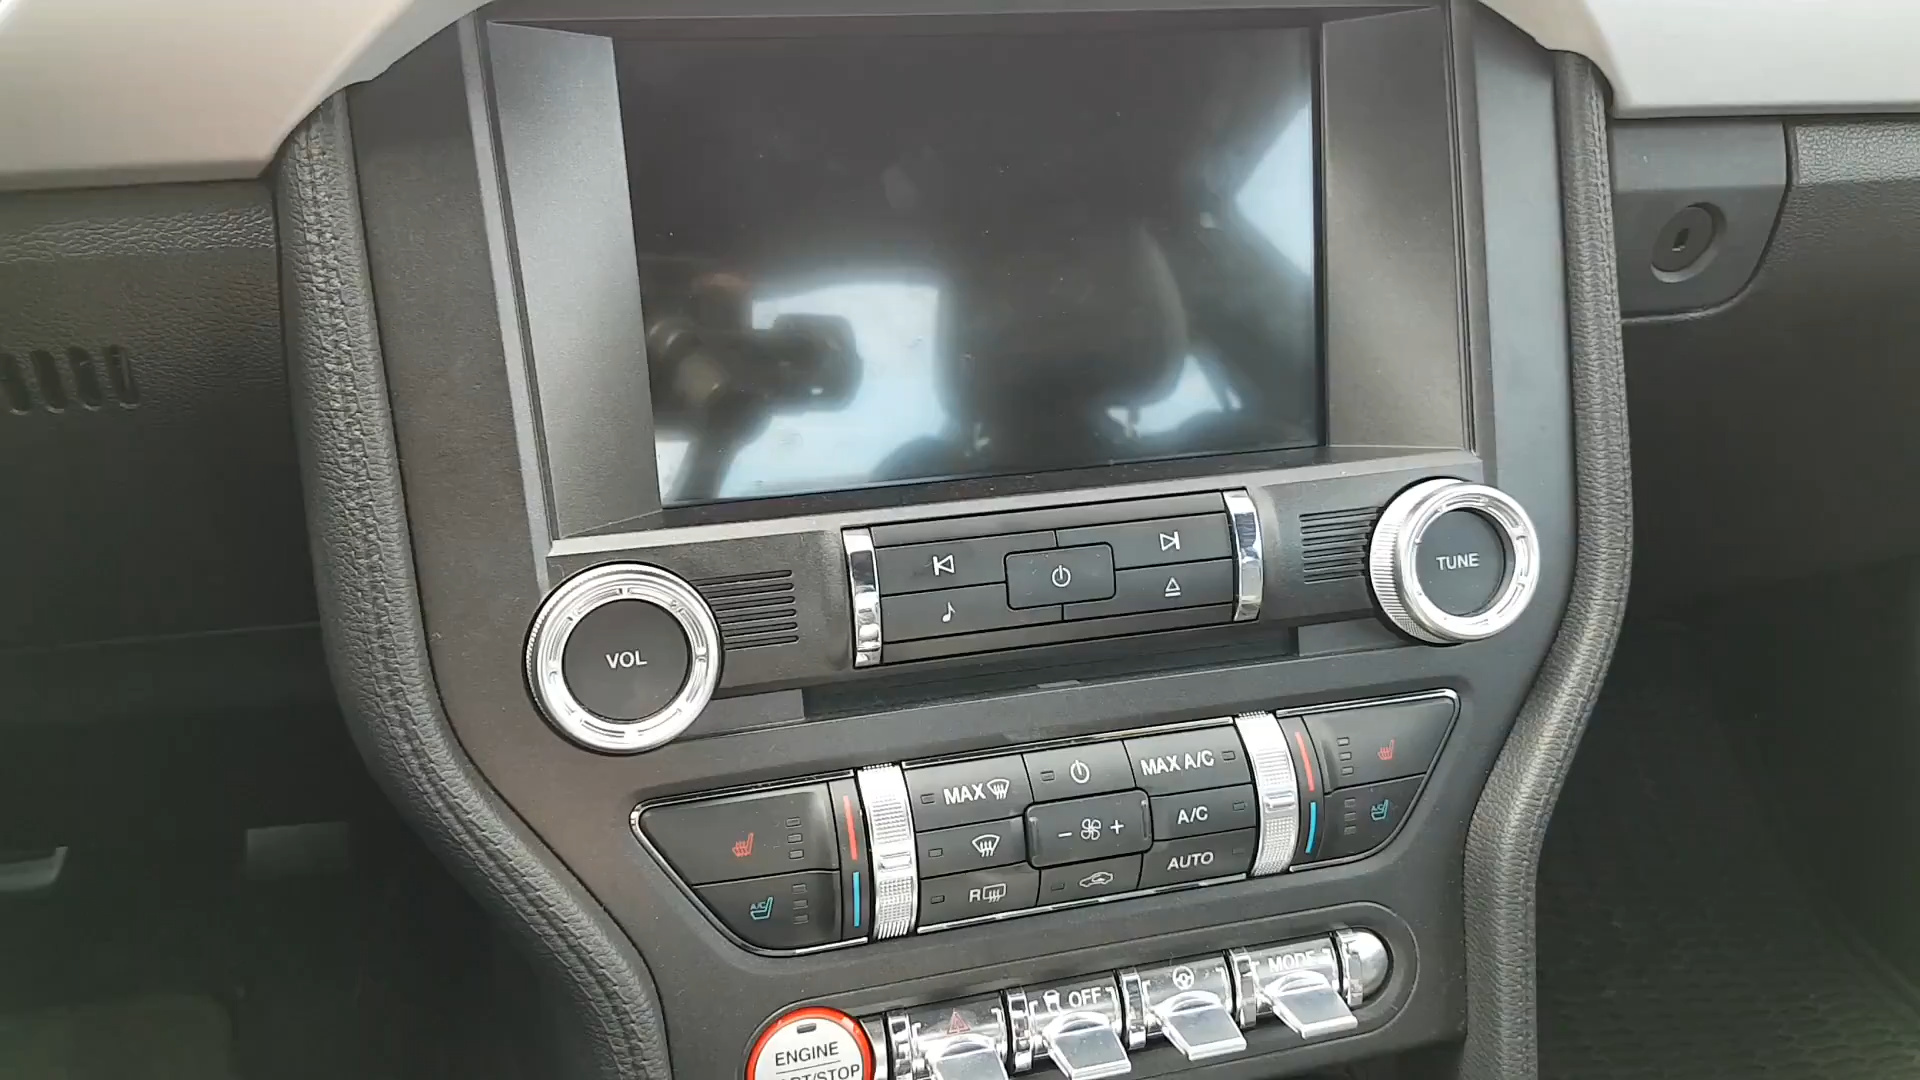 TUNE
VOL
MAX
MAX A/C
A/C
- +
AUTO
R
A/C
A/C
OFF
MODE
ENGINE
START/STOP